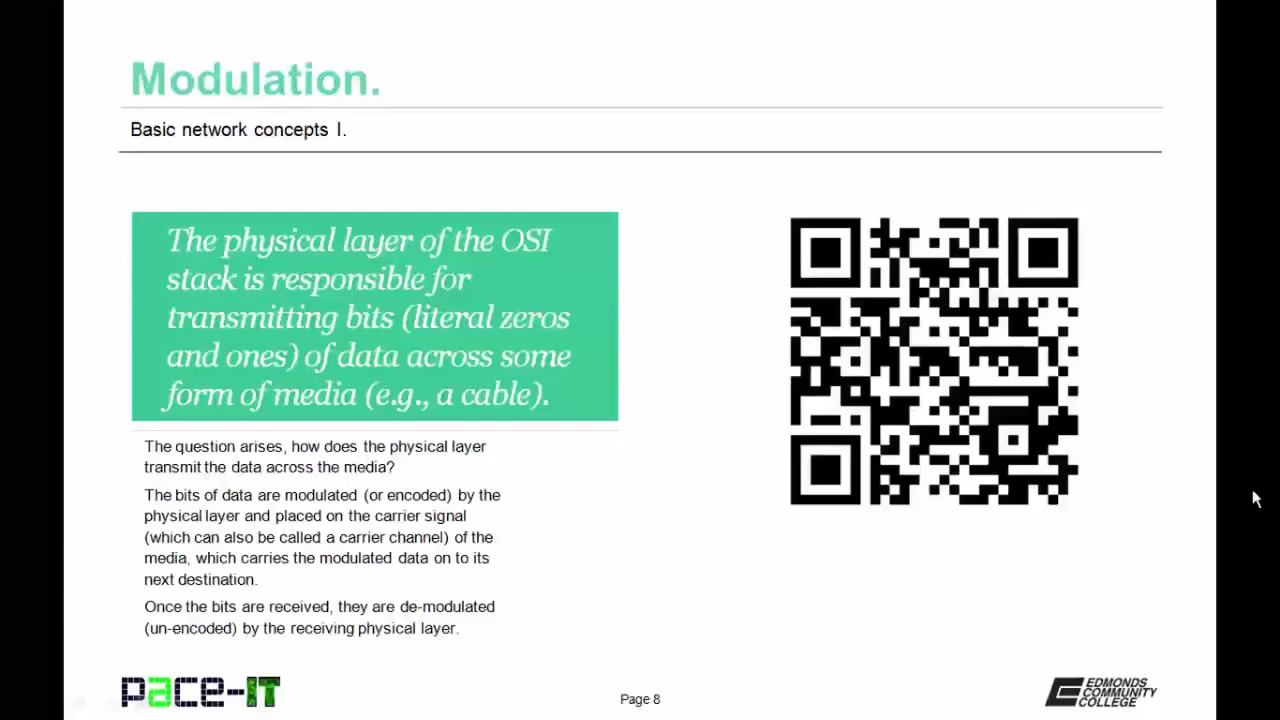 Modulation.
Basic network concepts I.
The physical layer of the OSI
stack is responsible for
transmitting bits (literal zeros
and ones) of data across some
form of media (e.g., a cable).
The question arises, how does the physical layer
transmit the data across the media?
The bits of data are modulated (or encoded) by the
physical layer and placed on the carrier signal
(which can also be called a carrier channel) of the
media, which carries the modulated data on to its
next destination.
Once the bits are received, they are de-modulated
(un-encoded) by the receiving physical layer.
pace-IT
Page 8
EDMONDS
COMMUNITY
COLLEGE